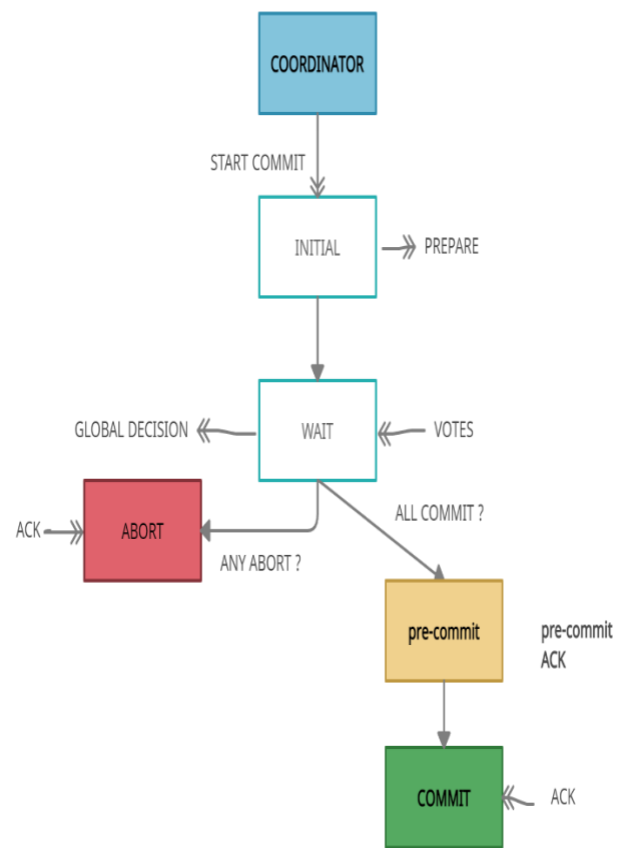 COORDINATOR
START COMMIT
INITIAL
PREPARE
GLOBAL DECISION
WAIT
VOTES
ACK
ABORT
ALL COMMIT ?
ANY ABORT ?
pre-commit
pre-commit
ACK
COMMIT
ACK